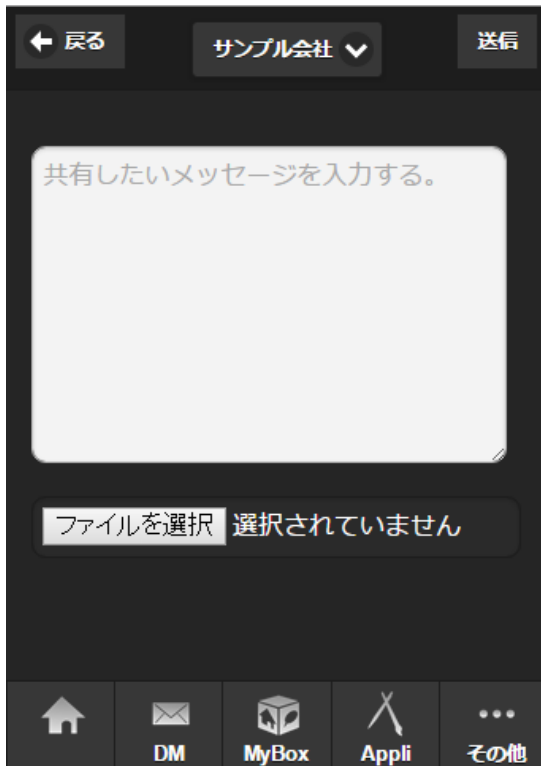 戻る
サンプル会社
送信
共有したいメッセージを入力する。
ファイルを選択 選択されていません
DM
MyBox
Appli
その他